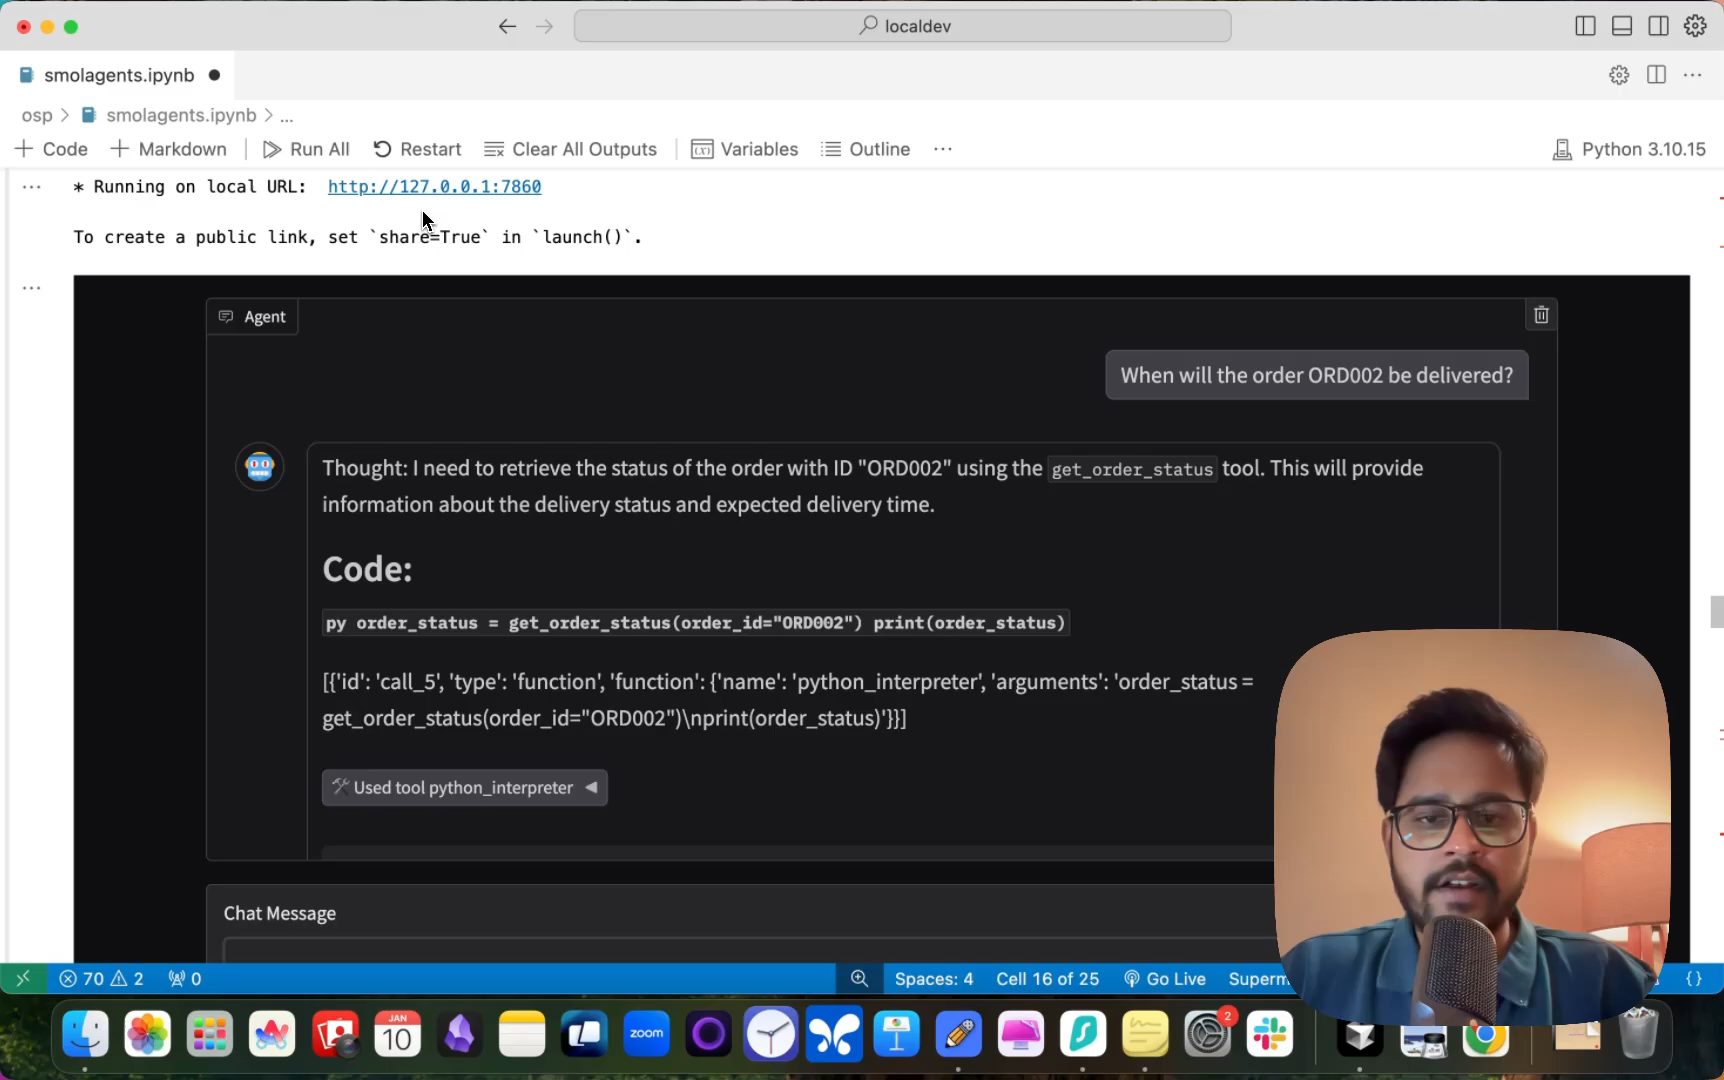 localdev
smolagents.ipynb
osp > smolagents.ipynb > ...
Code Markdown Run All Restart Clear All Outputs Variables Outline ... Python 3.10.15
* Running on local URL: http://127.0.0.1:7860
To create a public link, set `share=True` in `launch()`.
Agent
When will the order ORD002 be delivered?
Thought: I need to retrieve the status of the order with ID "ORD002" using the get_order_status tool. This will provide
information about the delivery status and expected delivery time.
Code:
py order_status = get_order_status(order_id="ORD002") print(order_status)
[{'id': 'call_5', 'type': 'function', 'function': {'name': 'python_interpreter', 'arguments': 'order_status =
get_order_status(order_id="ORD002")\nprint(order_status)'}}]
Used tool python_interpreter
Chat Message
70 2 0 Spaces: 4 Cell 16 of 25 Go Live Superm
JAN
10
zoom
2